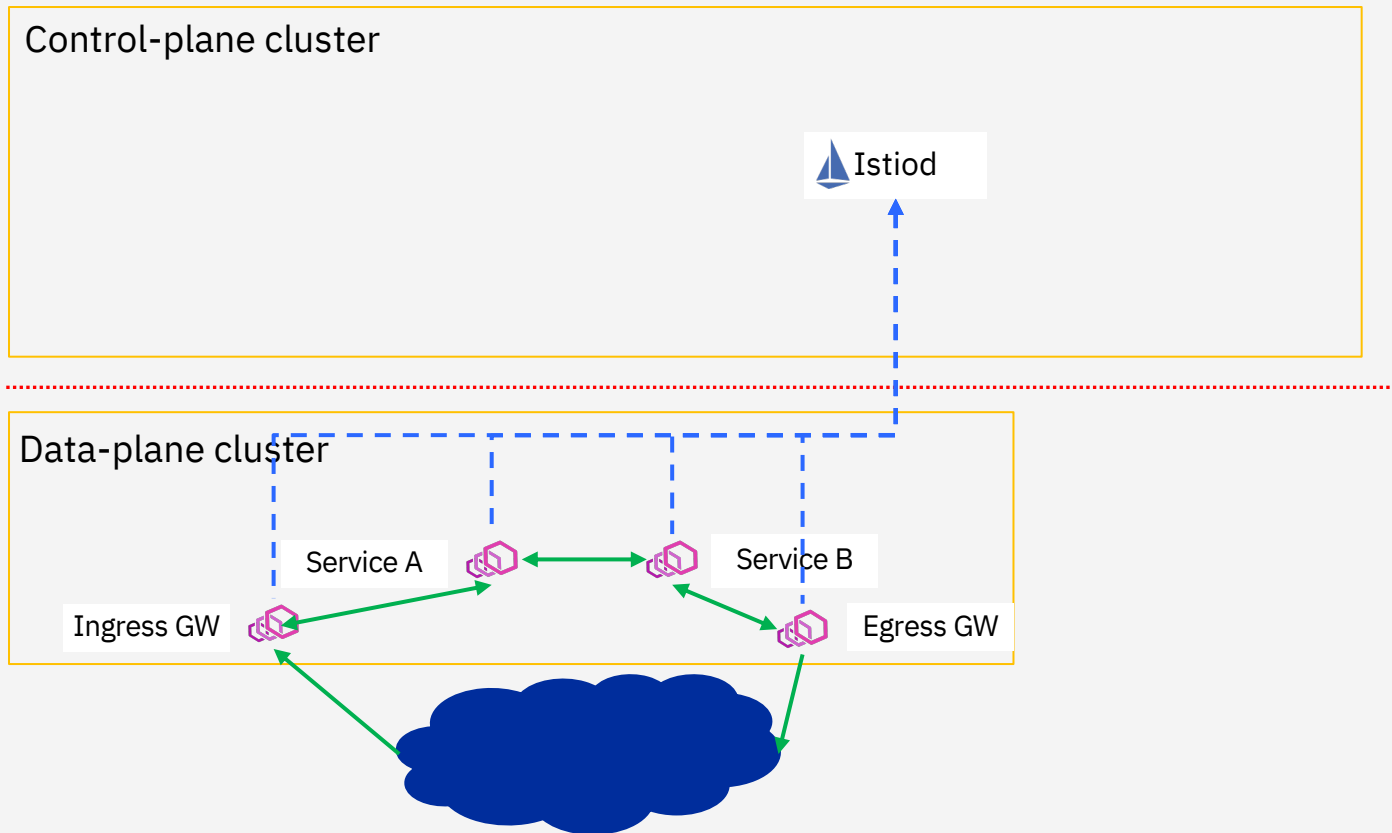 Control-plane cluster
Istiod
Data-plane cluster
Service A
Service B
Ingress GW
Egress GW